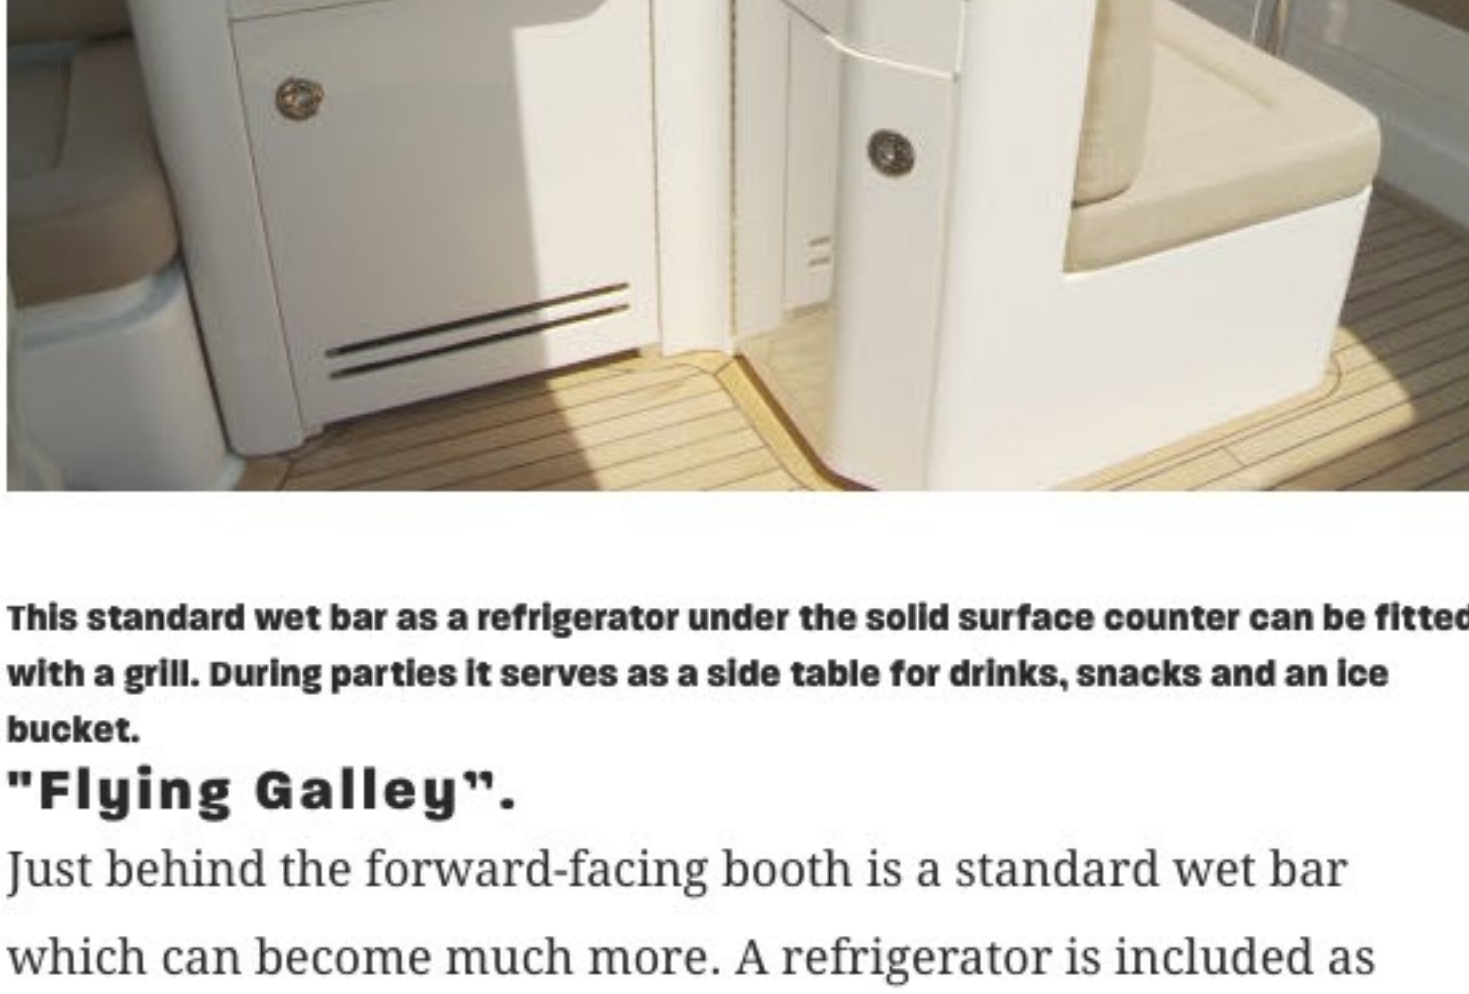 This standard wet bar as a refrigerator under the solid surface counter can be fitted
with a grill. During parties it serves as a side table for drinks, snacks and an ice
bucket.
"Flying Galley”.
Just behind the forward-facing booth is a standard wet bar
which can become much more. A refrigerator is included as